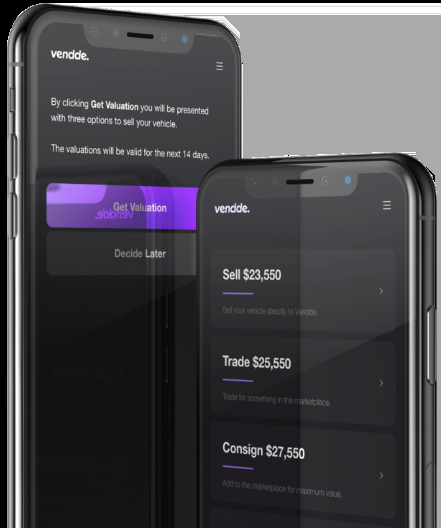 vendde.
By clicking Get Valuation you will be presented
with three options to sell your vehicle.
The valuations will be valid for the next 14 days.
Get Valuation
vendde
Decide Later
vendde.
Sell $23,550
Sell your vehicle directly to Vendde.
Trade $25,550
Trade for something in the marketplace.
Consign $27,550
Add to the marketplace for maximum value.